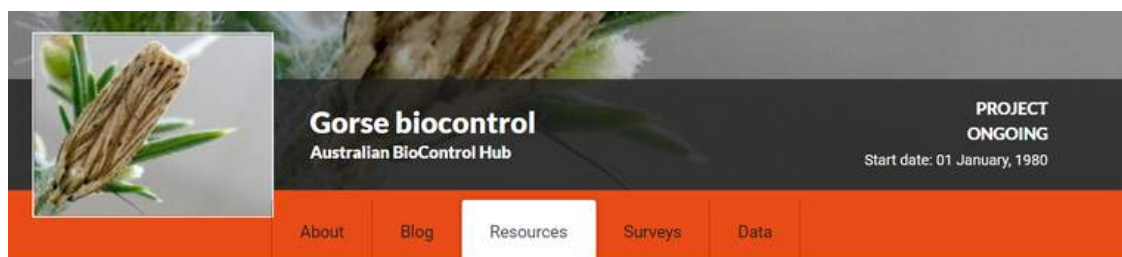 Gorse biocontrol
Australian BioControl Hub
PROJECT
ONGOING
Start date: 01 January, 1980
About
Blog
Resources
Surveys
Data